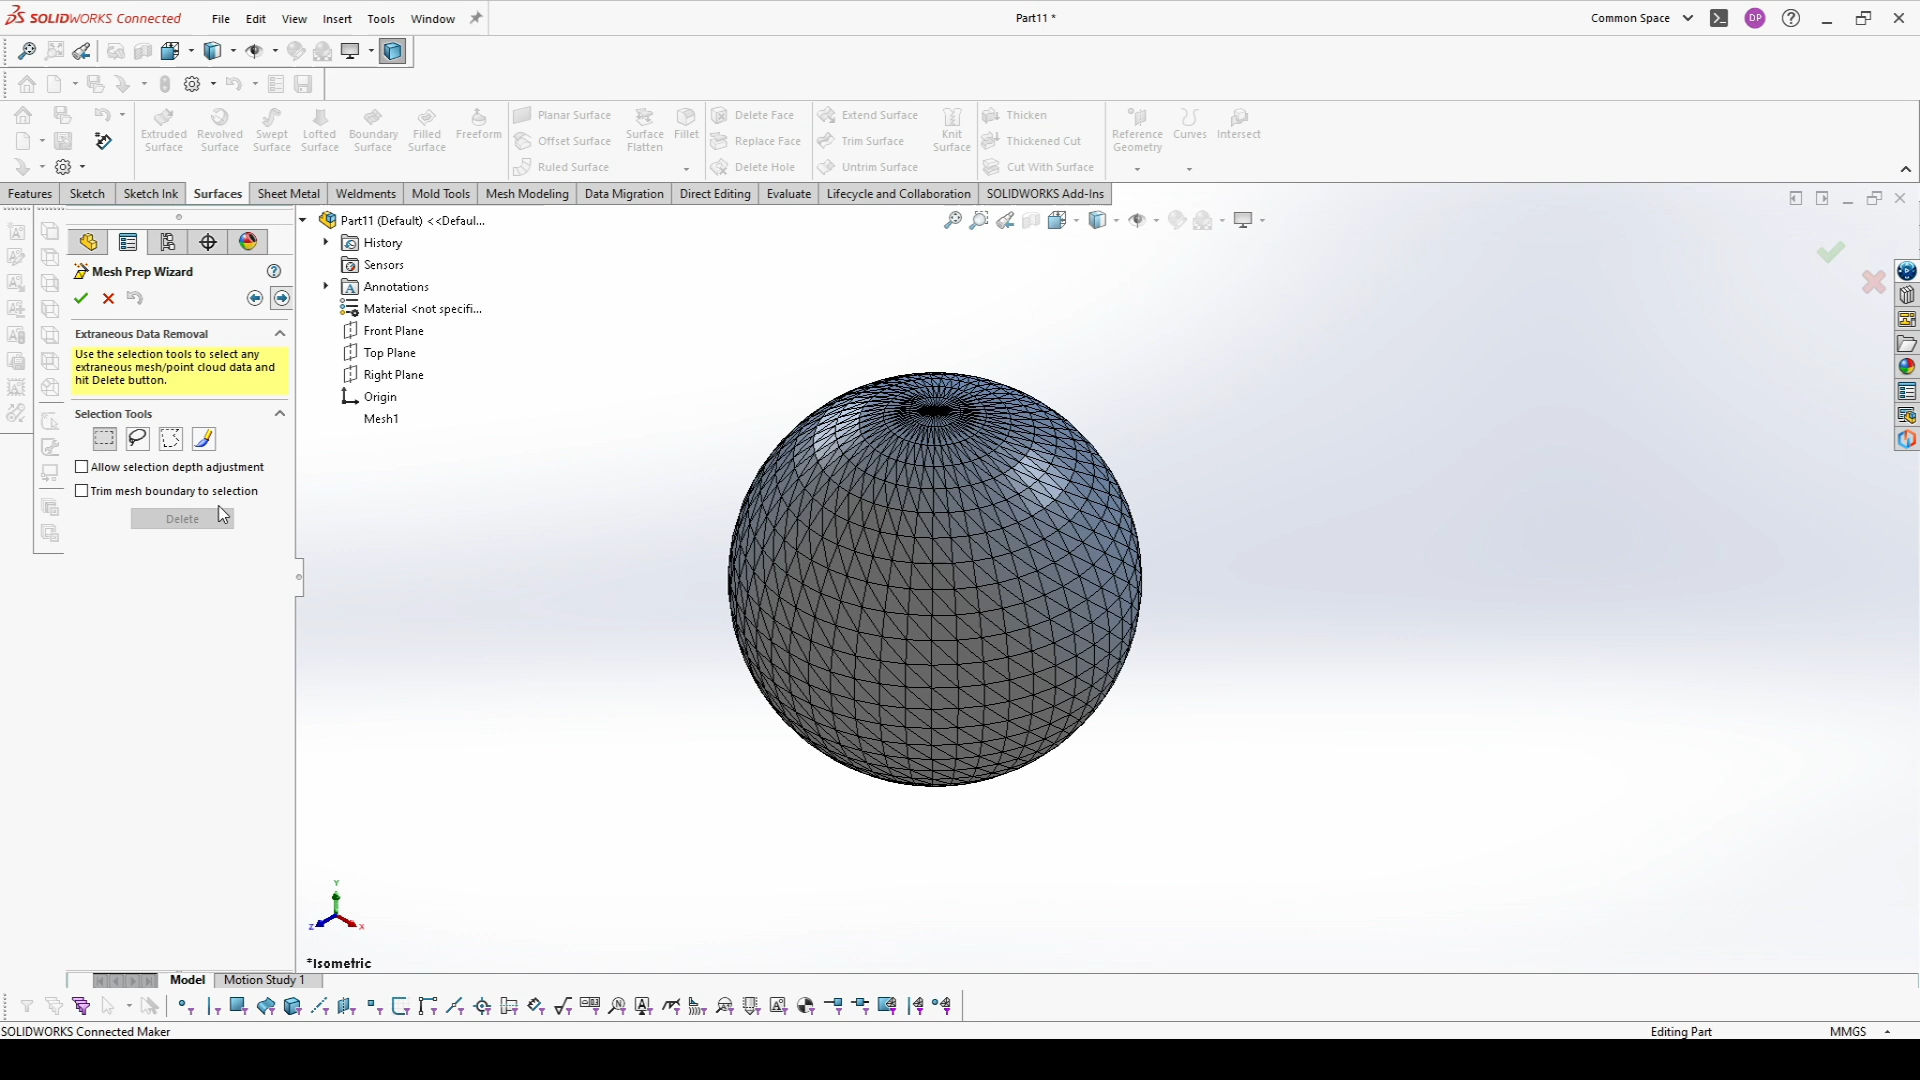 SOLIDWORKS Connected
File Edit View Insert Tools Window
Part11 *
Common Space
DP
Extruded Surface
Revolved Surface
Swept Surface
Lofted Surface
Boundary Surface
Filled Surface
Freeform
Planar Surface
Offset Surface
Ruled Surface
Surface Flatten
Fillet
Delete Face
Replace Face
Delete Hole
Extend Surface
Trim Surface
Untrim Surface
Knit Surface
Thicken
Thickened Cut
Cut With Surface
Reference Geometry
Curves
Intersect
Features Sketch Sketch Ink Surfaces Sheet Metal Weldments Mold Tools Mesh Modeling Data Migration Direct Editing Evaluate Lifecycle and Collaboration SOLIDWORKS Add-Ins
Mesh Prep Wizard
Extraneous Data Removal
Use the selection tools to select any
extraneous mesh/point cloud data and
hit Delete button.
Selection Tools
Allow selection depth adjustment
Trim mesh boundary to selection
Delete
Part11 (Default) <<Defaul...
History
Sensors
Annotations
Material <not specifi...
Front Plane
Top Plane
Right Plane
Origin
Mesh1
Y
Z
X
*Isometric
Model Motion Study 1
SOLIDWORKS Connected Maker
Editing Part
MMGS